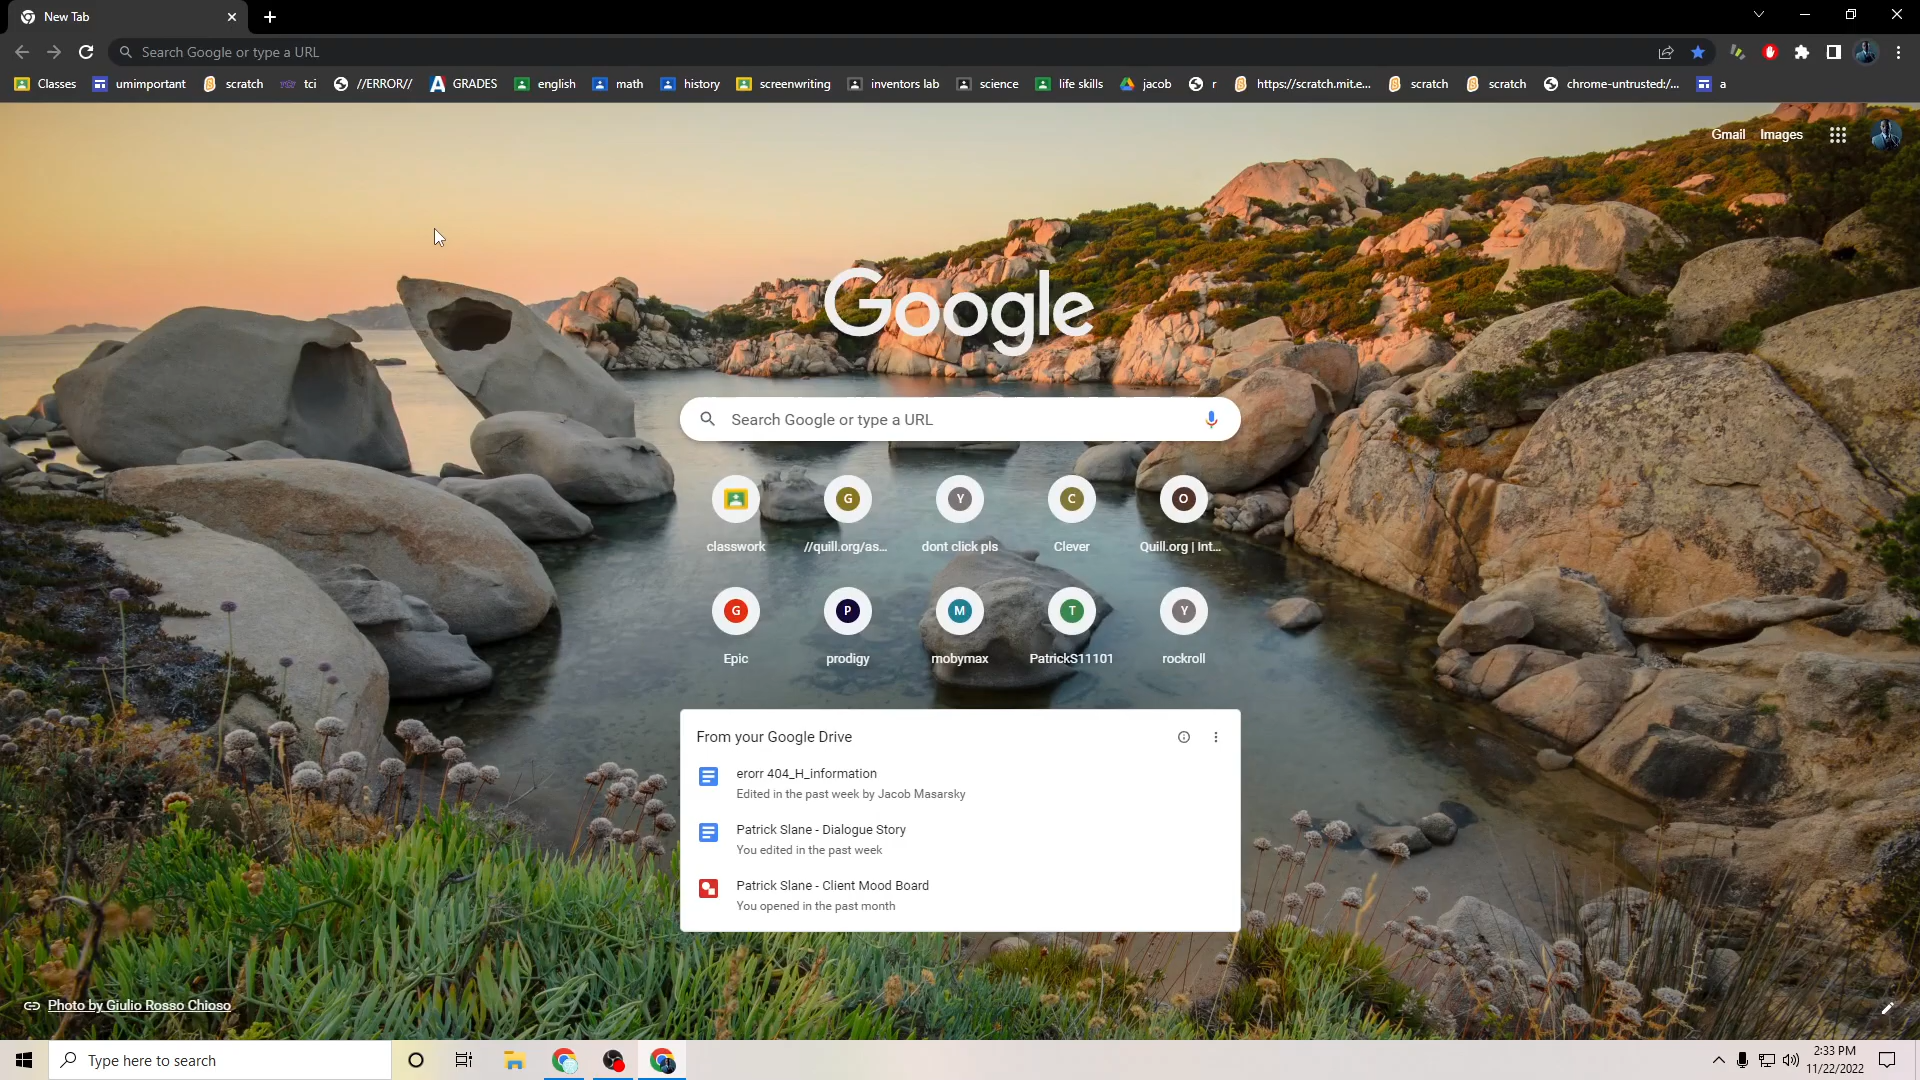 New Tab
Search Google or type a URL
Classes umimportant scratch tci //ERROR// GRADES english math history screenwriting inventors lab science life skills jacob r https://scratch.mit.e... scratch scratch chrome-untrusted:/... a
Gmail Images
Google
Search Google or type a URL
G Y C O
classwork //quill.org/as... dont click pls Clever Quill.org | Int...
G P M T Y
Epic prodigy mobymax PatrickS11101 rockroll
From your Google Drive
erorr 404_H_information
Edited in the past week by Jacob Masarsky
Patrick Slane - Dialogue Story
You edited in the past week
Patrick Slane - Client Mood Board
You opened in the past month
Photo by Giulio Rosso Chioso
Type here to search
2:33 PM
11/22/2022